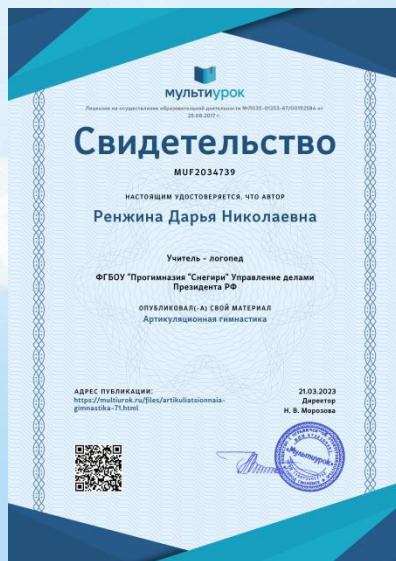 мультиурок
Лицензия на осуществление образовательной деятельности №Л035-01253-67/00192584 от
25.08.2017 г.
Свидетельство
MUF2034739
НАСТОЯЩИМ УДОСТОВЕРЯЕТСЯ, ЧТО АВТОР
Ренжина Дарья Николаевна
Учитель - логопед
ФГБОУ "Прогимназия "Снегири" Управление делами
Президента РФ
ОПУБЛИКОВАЛ(-А) СВОЙ МАТЕРИАЛ
Артикуляционная гимнастика
АДРЕС ПУБЛИКАЦИИ:
https://multiurok.ru/files/artikuliatsionnaia-
gimnastika-71.html
21.03.2023
Директор
Н. В. Морозова
«Мультиурок»